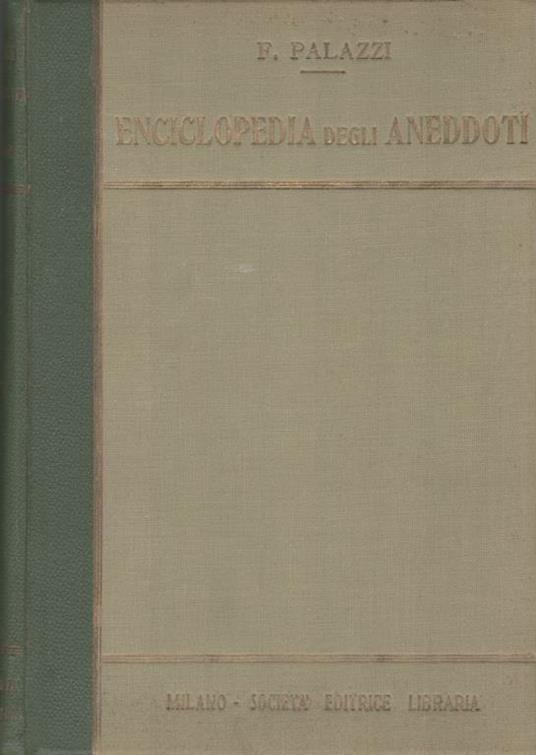 F. PALAZZI
ENCICLOPEDIA DEGLI ANEDDOTI
MILANO - SOCIETA' EDITRICE LIBRARIA